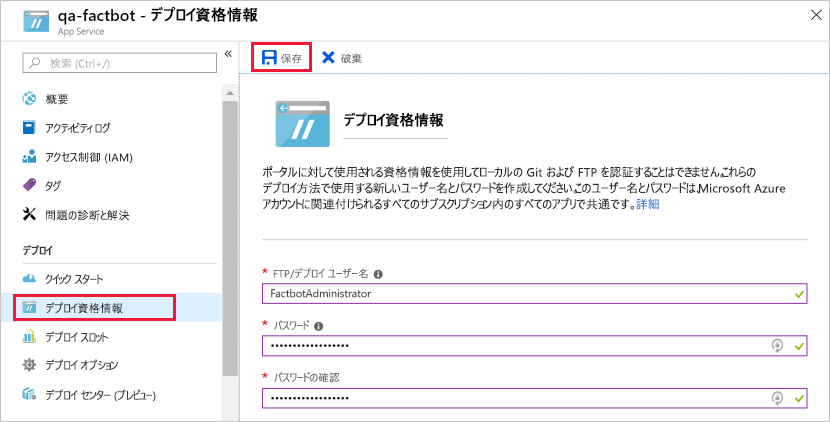 qa-factbot - デプロイ資格情報
App Service
検索 (Ctrl+/)
概要
アクティビティ ログ
アクセス制御 (IAM)
タグ
問題の診断と解決
デプロイ
クイック スタート
デプロイ資格情報
デプロイ スロット
デプロイ オプション
デプロイ センター (プレビュー)
保存
破棄
デプロイ資格情報
ポータルに対して使用される資格情報を使用してローカルの Git および FTP を認証することはできません。これらの
デプロイ方法で使用する新しいユーザー名とパスワードを作成してください。このユーザー名とパスワードは、Microsoft Azure
アカウントに関連付けられるすべてのサブスクリプション内のすべてのアプリで共通です。詳細
* FTP/デプロイ ユーザー名
FactbotAdministrator
* パスワード
••••••••••••••••••
* パスワードの確認
••••••••••••••••••